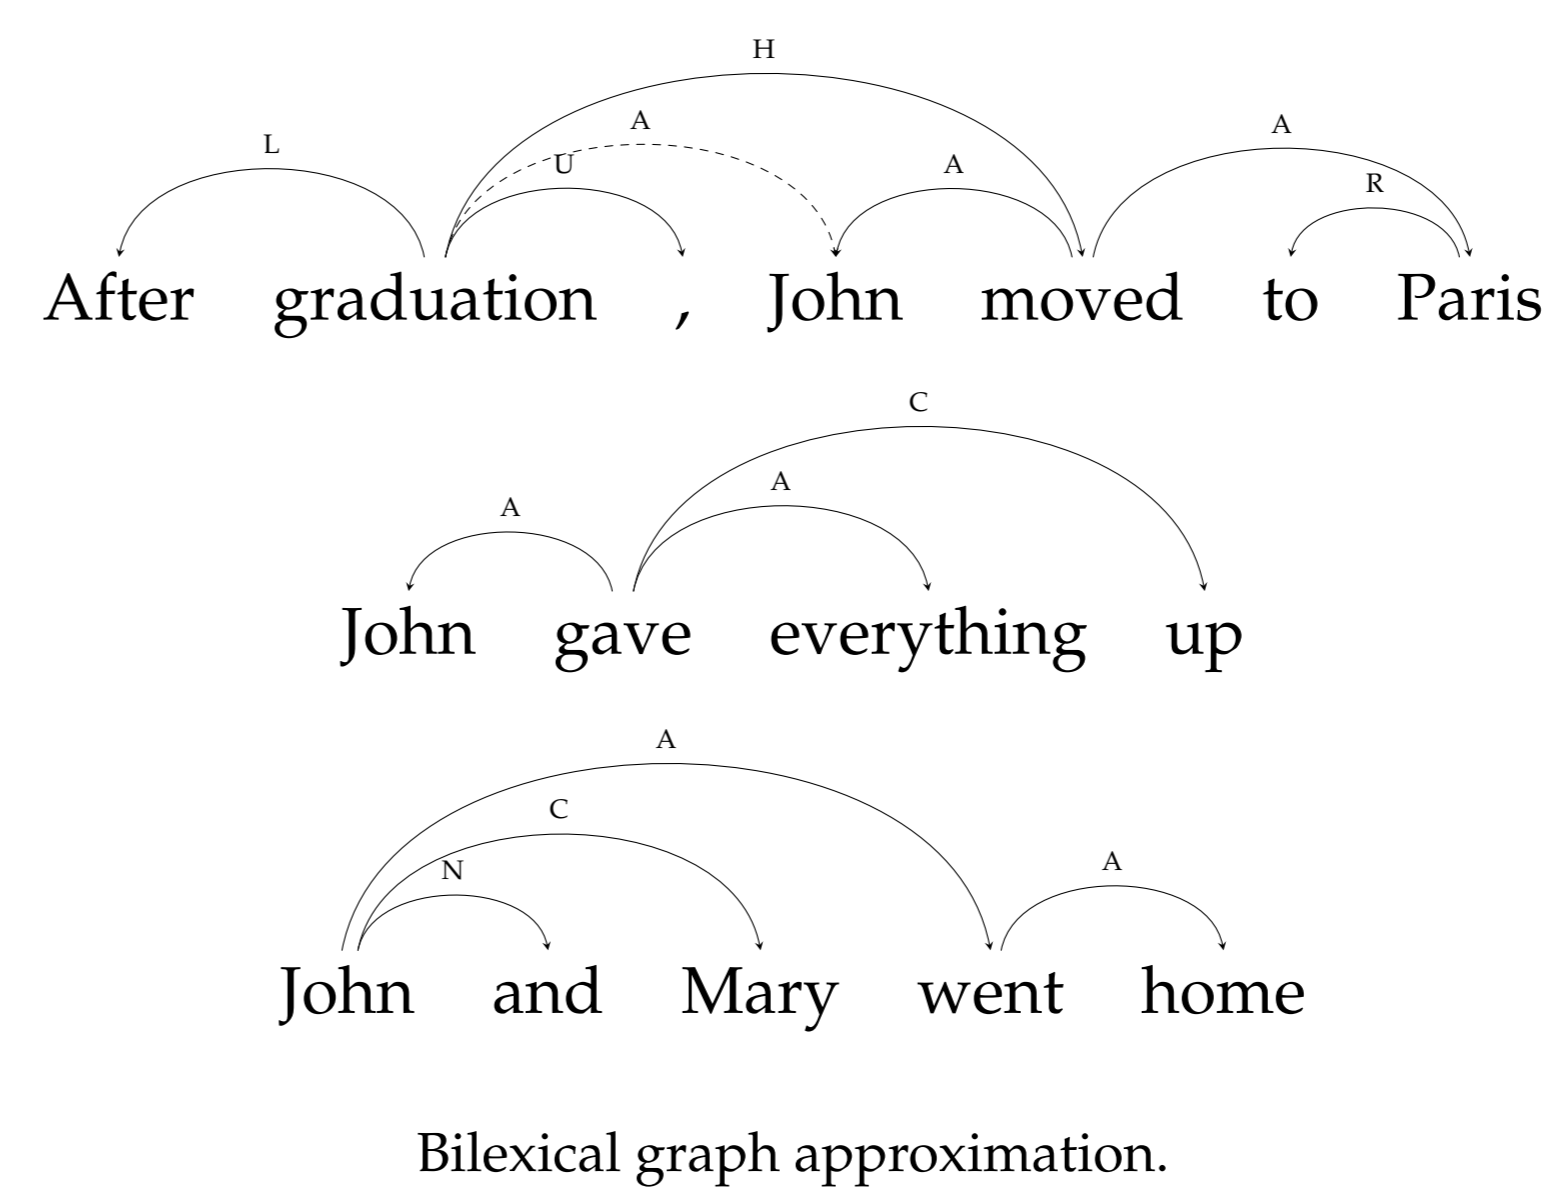 H
A
L
U
A
A
R
After graduation , John moved to Paris
C
A
A
John gave everything up
A
C
N
A
John and Mary went home
Bilexical graph approximation.